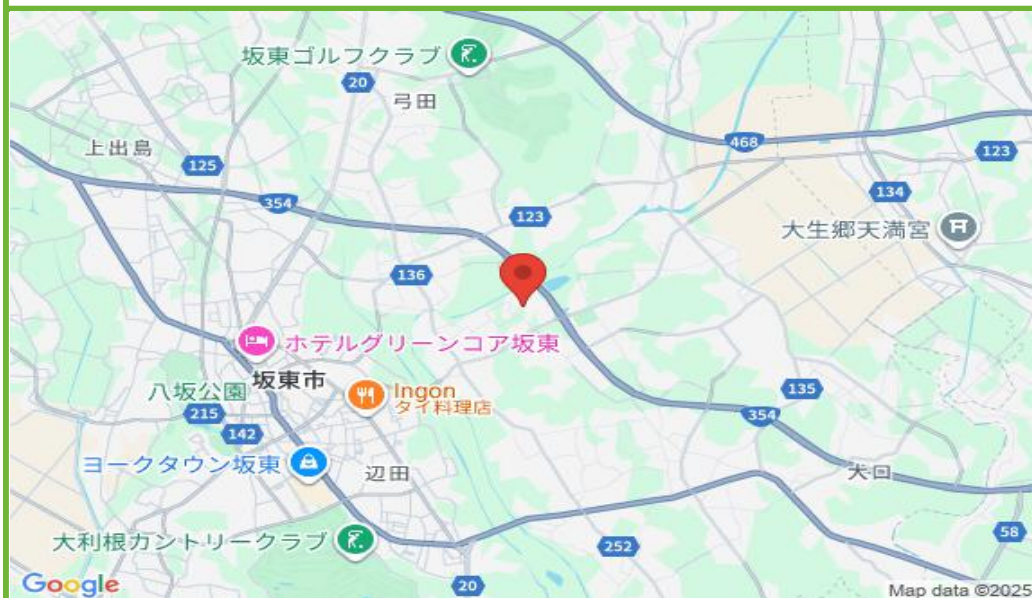 坂東ゴルフクラブ
20
弓田
上出島
125
468
123
134
354
123
大生郷天満宮
136
ホテルグリーンコア坂東
坂東市
八坂公園
Ingon
タイ料理店
135
215
354
142
ヨークタウン坂東
辺田
大口
大利根カントリークラブ
252
58
20
Google
Map data ©2025